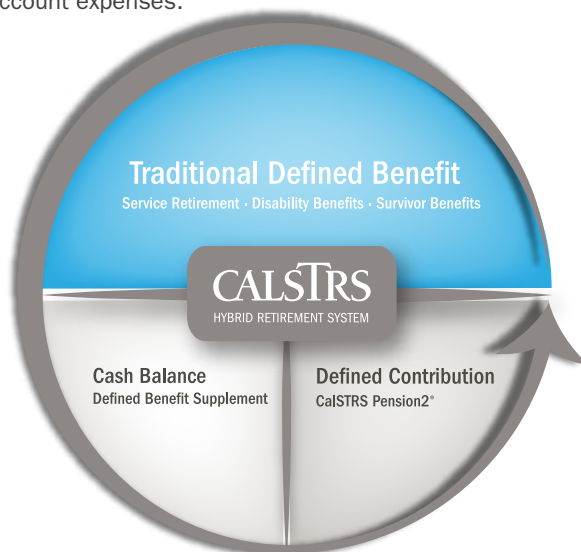 account expenses.
Traditional Defined Benefit
Service Retirement · Disability Benefits · Survivor Benefits
CALSTRS
HYBRID RETIREMENT SYSTEM
Cash Balance
Defined Benefit Supplement
Defined Contribution
CalSTRS Pension2®